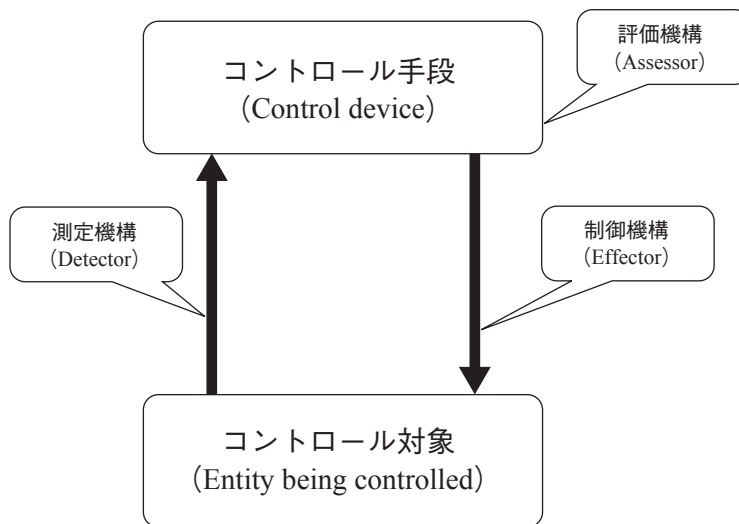 コントロール手段
（Control device）
評価機構
（Assessor）
測定機構
（Detector）
制御機構
（Effector）
コントロール対象
（Entity being controlled）